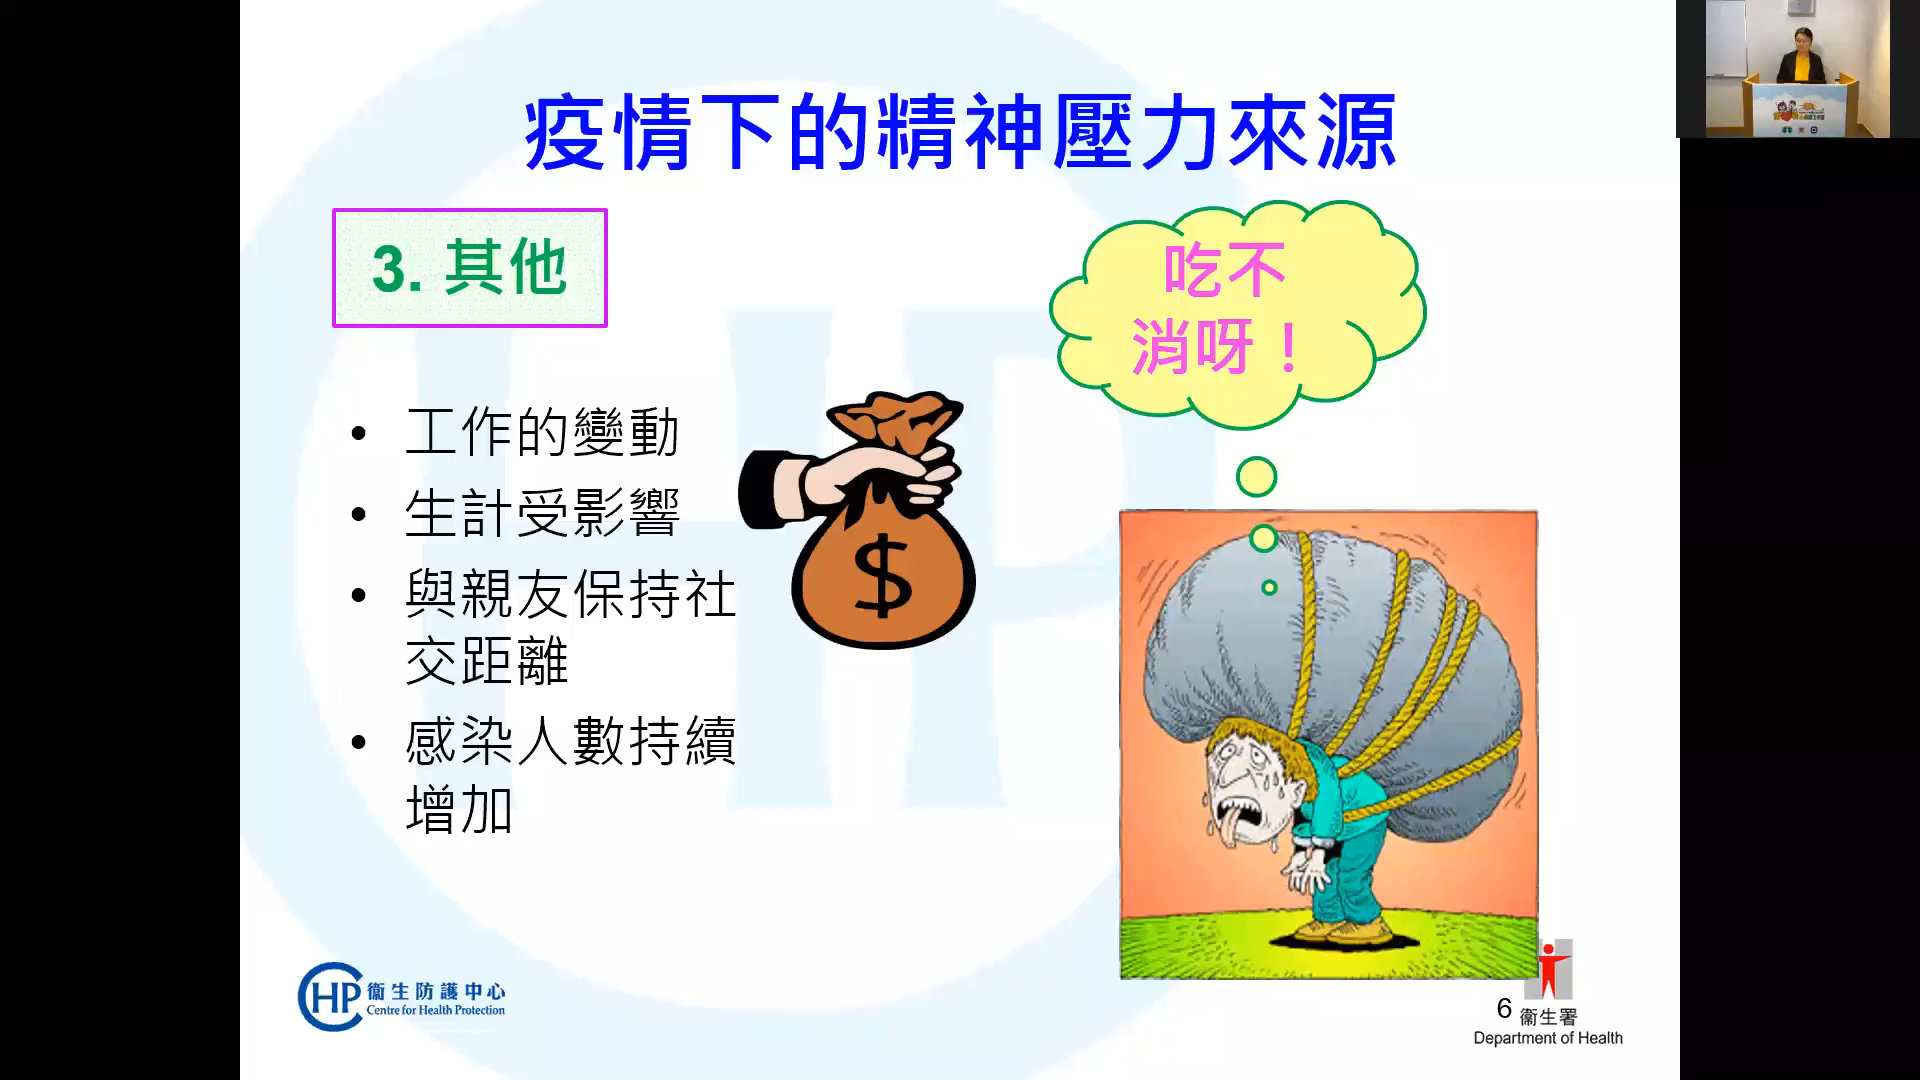 疫情下的精神壓力來源
3. 其他
吃不
消呀！
• 工作的變動
• 生計受影響
• 與親友保持社
交距離
• 感染人數持續
增加
$
CHP 衞生防護中心
Centre for Health Protection
6
衞生署
Department of Health